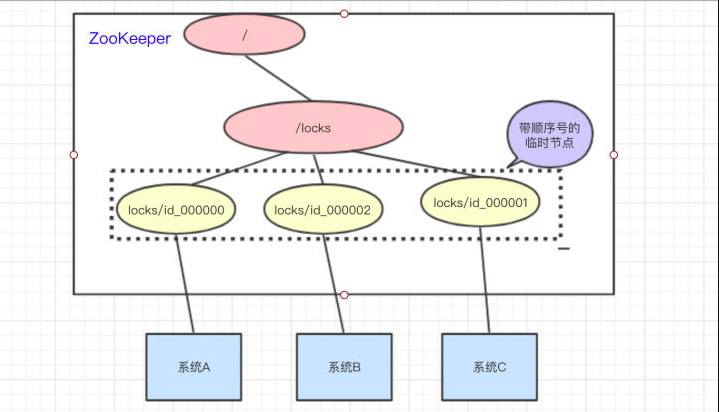 ZooKeeper
/
/locks
带顺序号的
临时节点
locks/id_000000
locks/id_000002
locks/id_000001
系统A
系统B
系统C